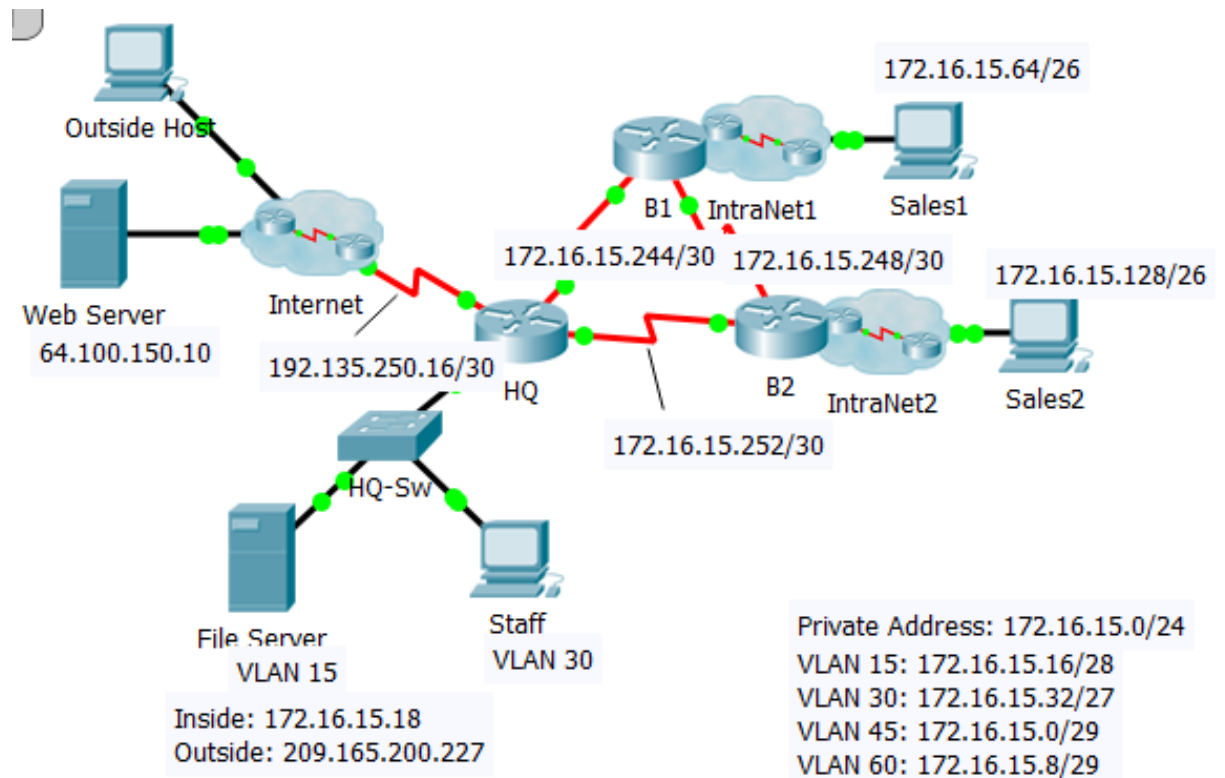 172.16.15.64/26
Outside Host
B1
IntraNet1
Sales1
172.16.15.244/30
172.16.15.248/30
172.16.15.128/26
Web Server
64.100.150.10
Internet
192.135.250.16/30
HQ
B2
IntraNet2
Sales2
172.16.15.252/30
HQ-Sw
File Server
VLAN 15
Inside: 172.16.15.18
Outside: 209.165.200.227
Staff
VLAN 30
Private Address: 172.16.15.0/24
VLAN 15: 172.16.15.16/28
VLAN 30: 172.16.15.32/27
VLAN 45: 172.16.15.0/29
VLAN 60: 172.16.15.8/29